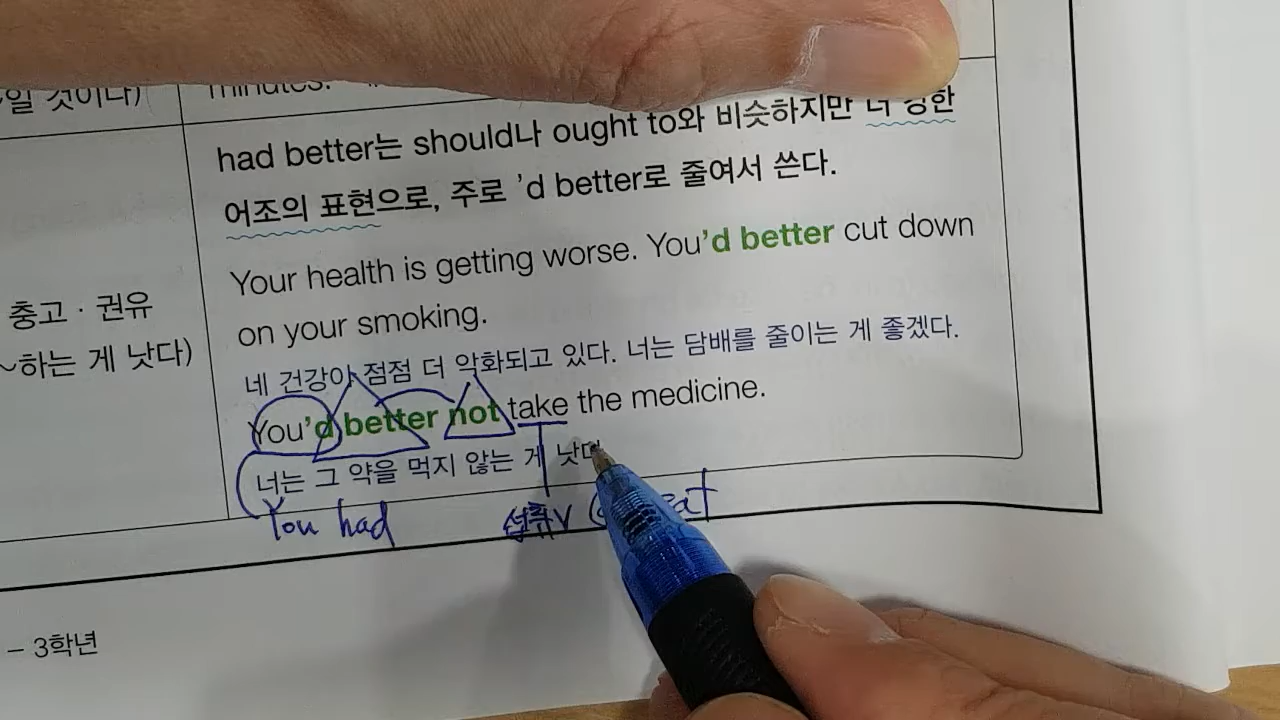 ~일 것이다)
minutes.
had better는 should나 ought to와 비슷하지만 더 강한
어조의 표현으로, 주로 ’d better로 줄여서 쓴다.
충고 · 권유
~하는 게 낫다)
Your health is getting worse. You’d better cut down
on your smoking.
네 건강이 점점 더 악화되고 있다. 너는 담배를 줄이는 게 좋겠다.
You’d better not take the medicine.
너는 그 약을 먹지 않는 게
You had
섭취V
– 3학년